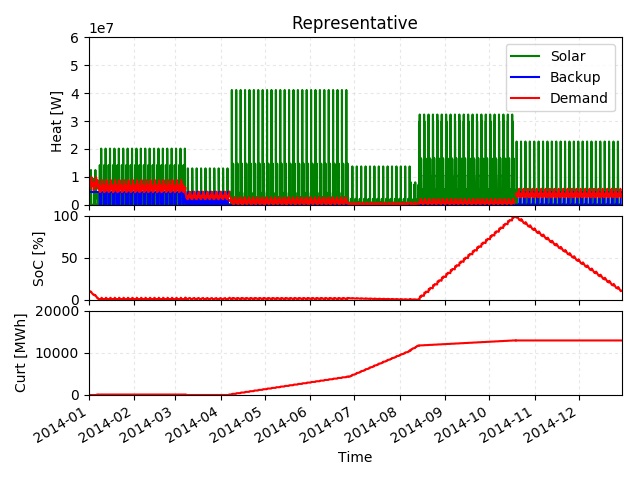 Representative
1e7
6
5
4
3
2
1
0
Heat [W]
Solar
Backup
Demand
100
50
0
SoC [%]
20000
10000
0
Curt [MWh]
2014-01
2014-02
2014-03
2014-04
2014-05
2014-06
2014-07
2014-08
2014-09
2014-10
2014-11
2014-12
Time